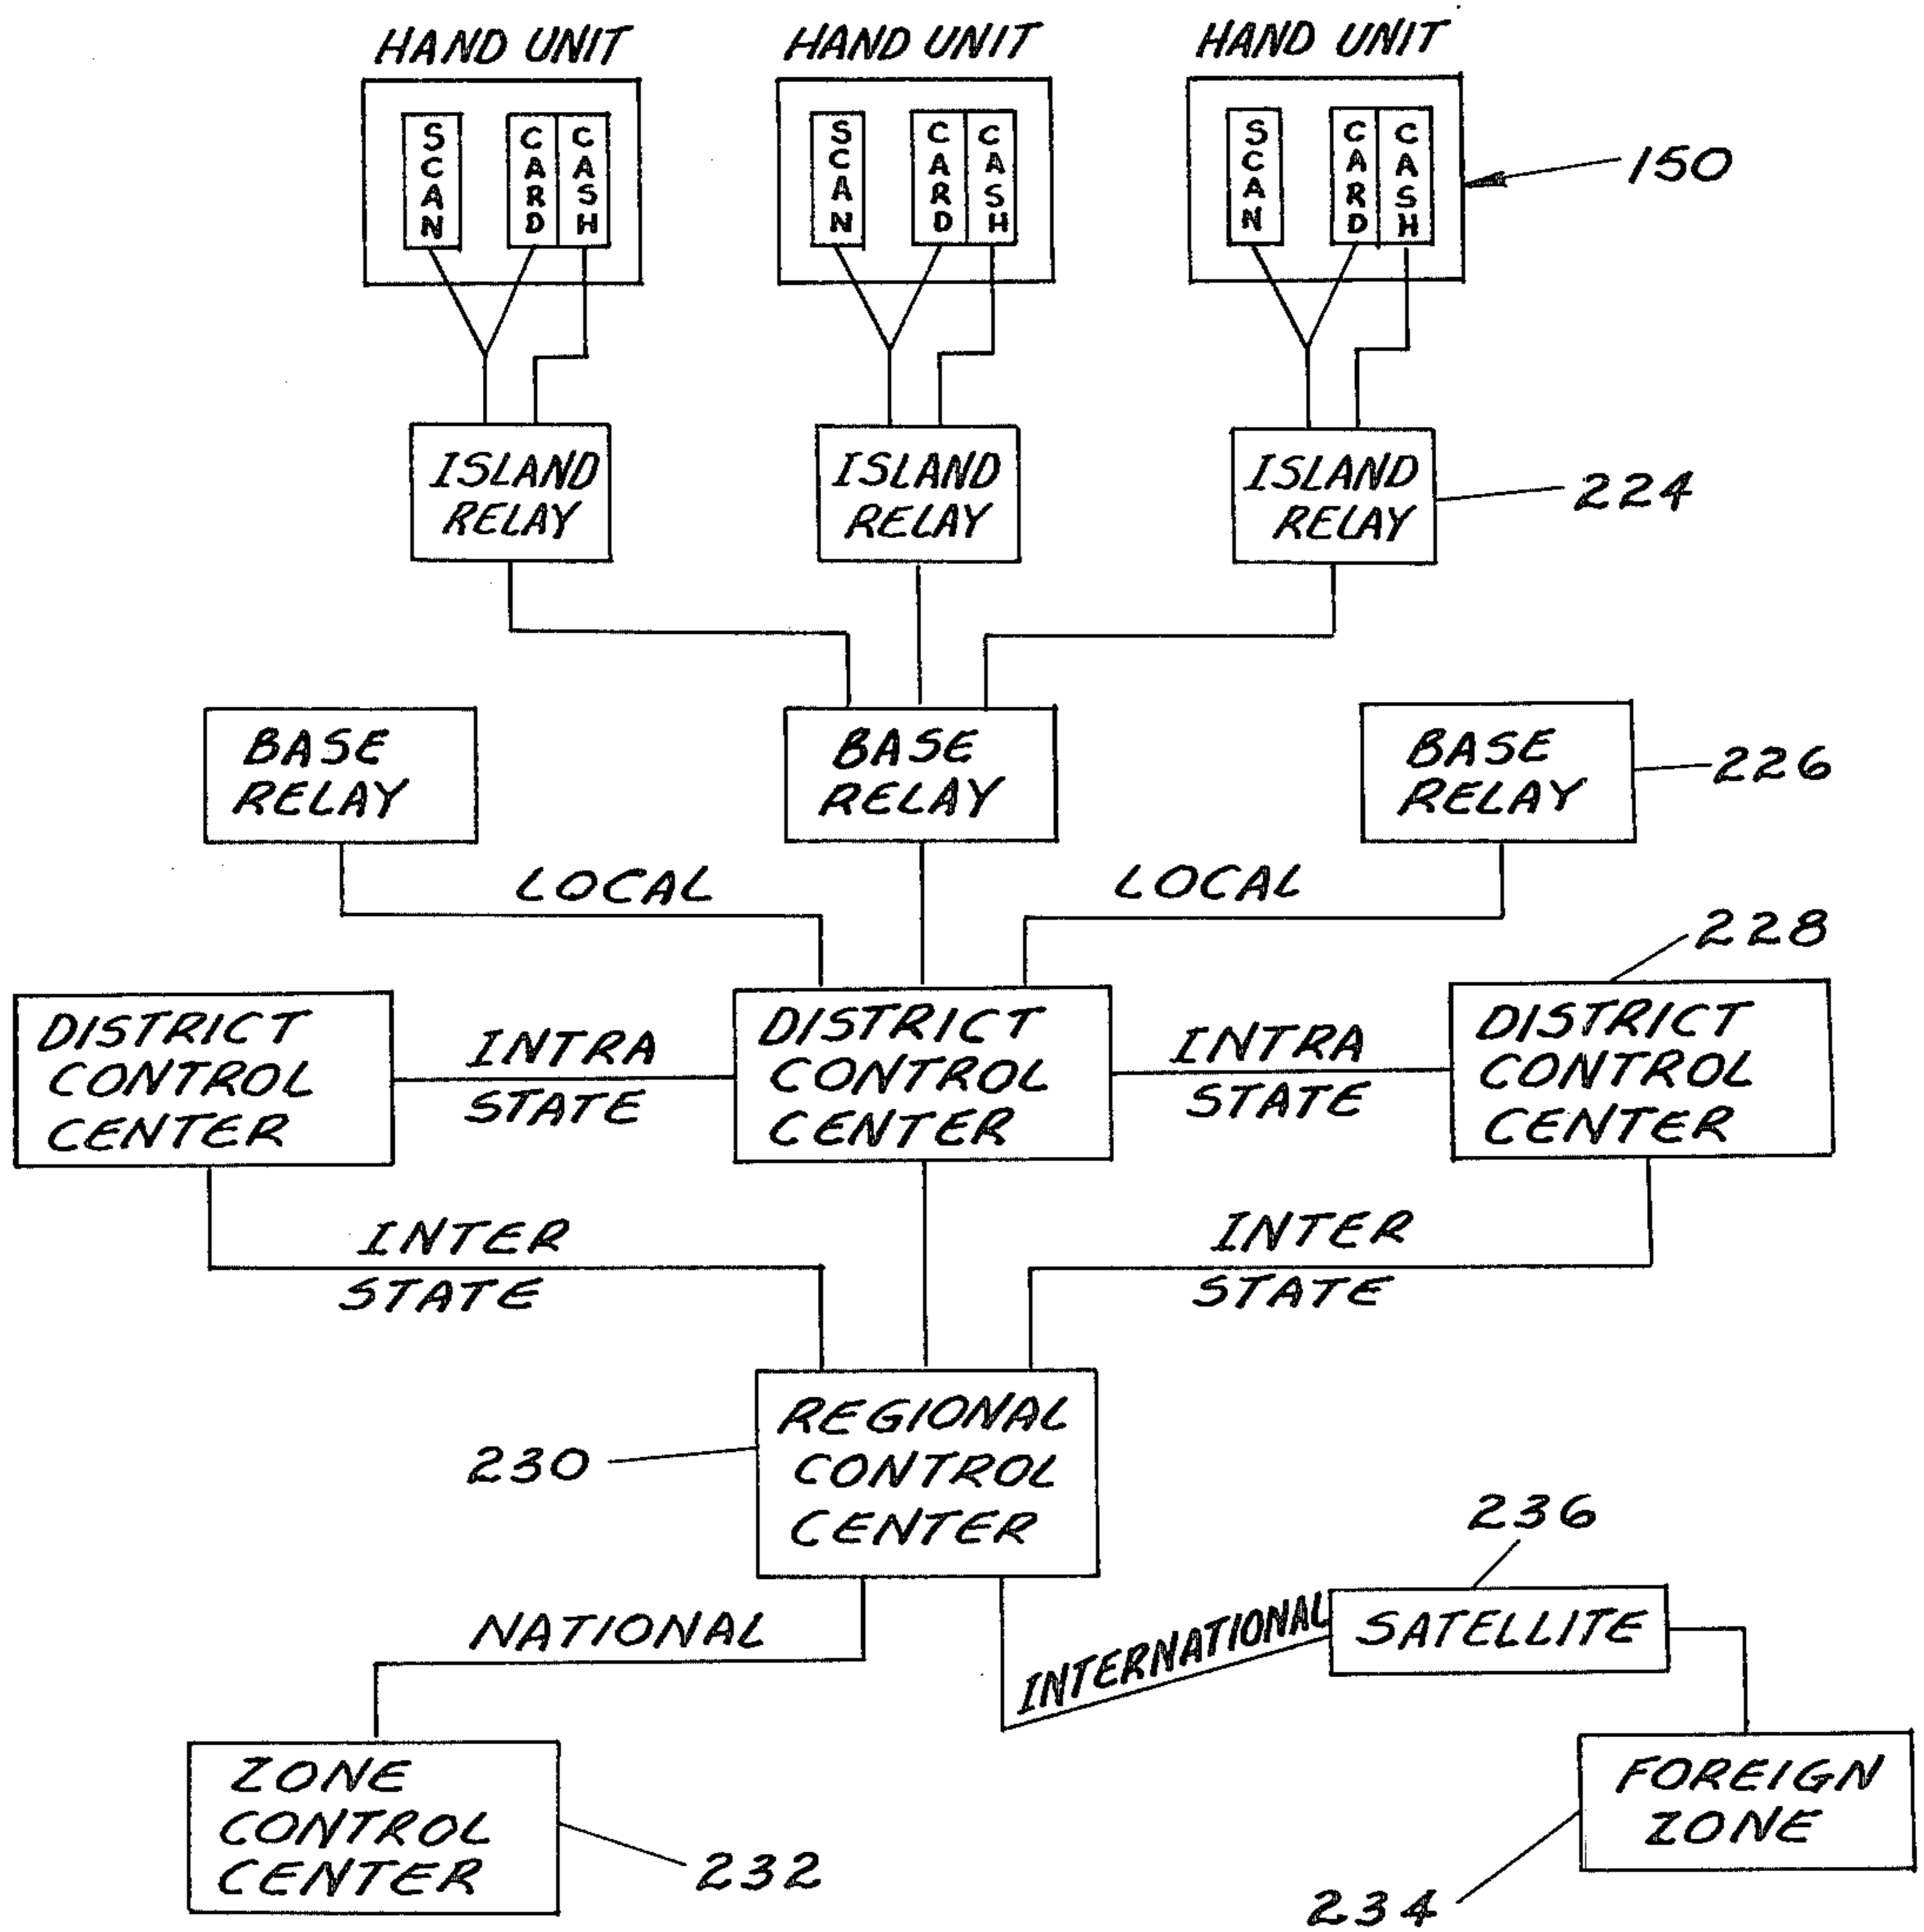 HAND UNIT HAND UNIT HAND UNIT
SCAN CARD CASH SCAN CARD CASH SCAN CARD CASH
150
ISLAND RELAY
ISLAND RELAY
ISLAND RELAY
224
BASE RELAY
BASE RELAY
BASE RELAY
226
LOCAL LOCAL
228
DISTRICT
CONTROL
CENTER
INTRA
STATE
DISTRICT
CONTROL
CENTER
INTRA
STATE
DISTRICT
CONTROL
CENTER
INTER
STATE
INTER
STATE
REGIONAL
CONTROL
CENTER
230
236
NATIONAL
INTERNATIONAL
SATELLITE
ZONE
CONTROL
CENTER
232
FOREIGN
ZONE
234